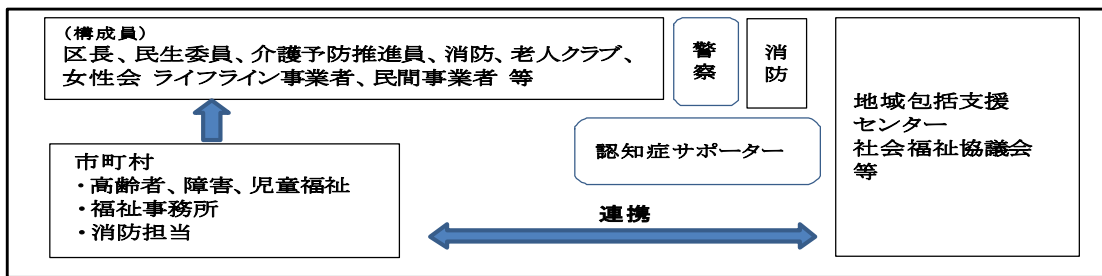 （構成員）
区長、民生委員、介護予防推進員、消防、老人クラブ、
女性会 ライフライン事業者、民間事業者 等
警察
消防
地域包括支援
センター
社会福祉協議会
等
認知症サポーター
市町村
・高齢者、障害、児童福祉
・福祉事務所
・消防担当
連携